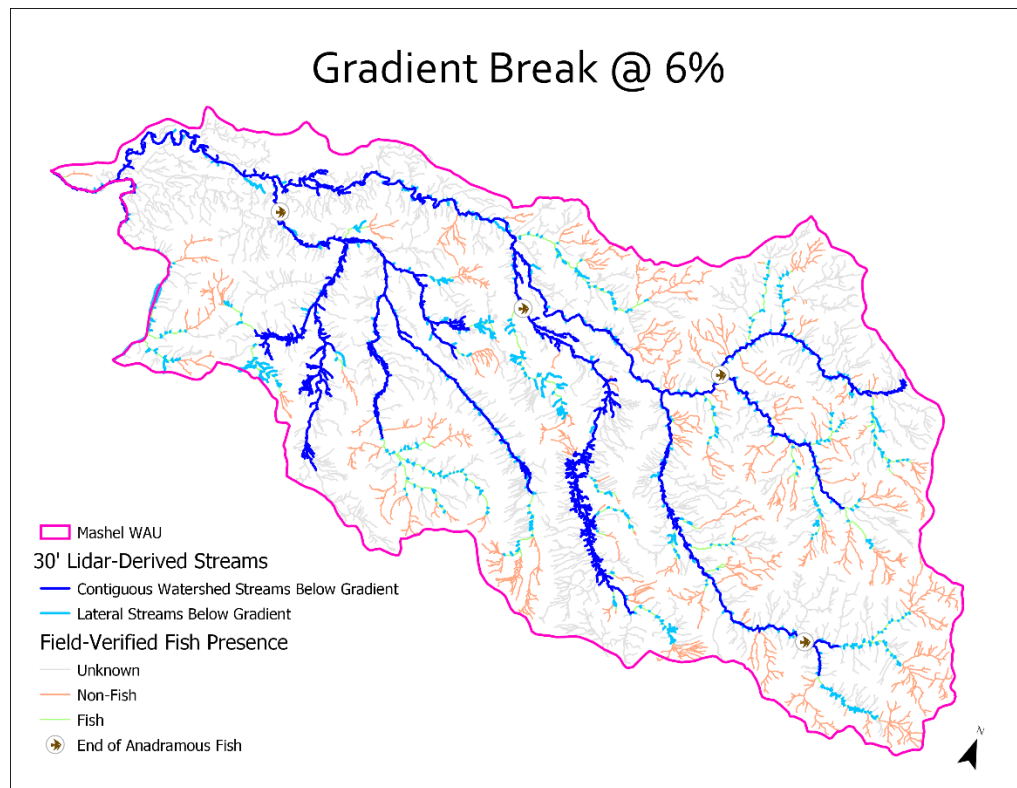 Gradient Break @ 6%
Mashel WAU
30' Lidar-Derived Streams
Contiguous Watershed Streams Below Gradient
Lateral Streams Below Gradient
Field-Verified Fish Presence
Unknown
Non-Fish
Fish
End of Anadramous Fish
N